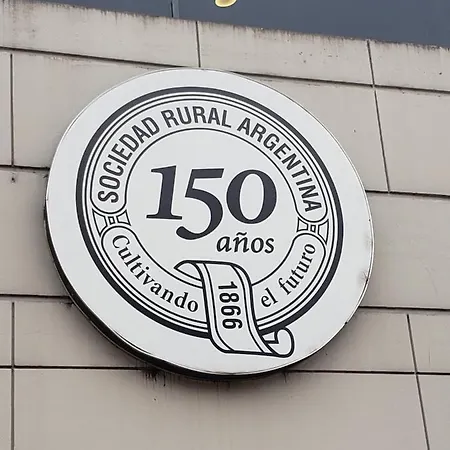 SOCIEDAD RURAL ARGENTINA
150
años
Cultivando el futuro
1866